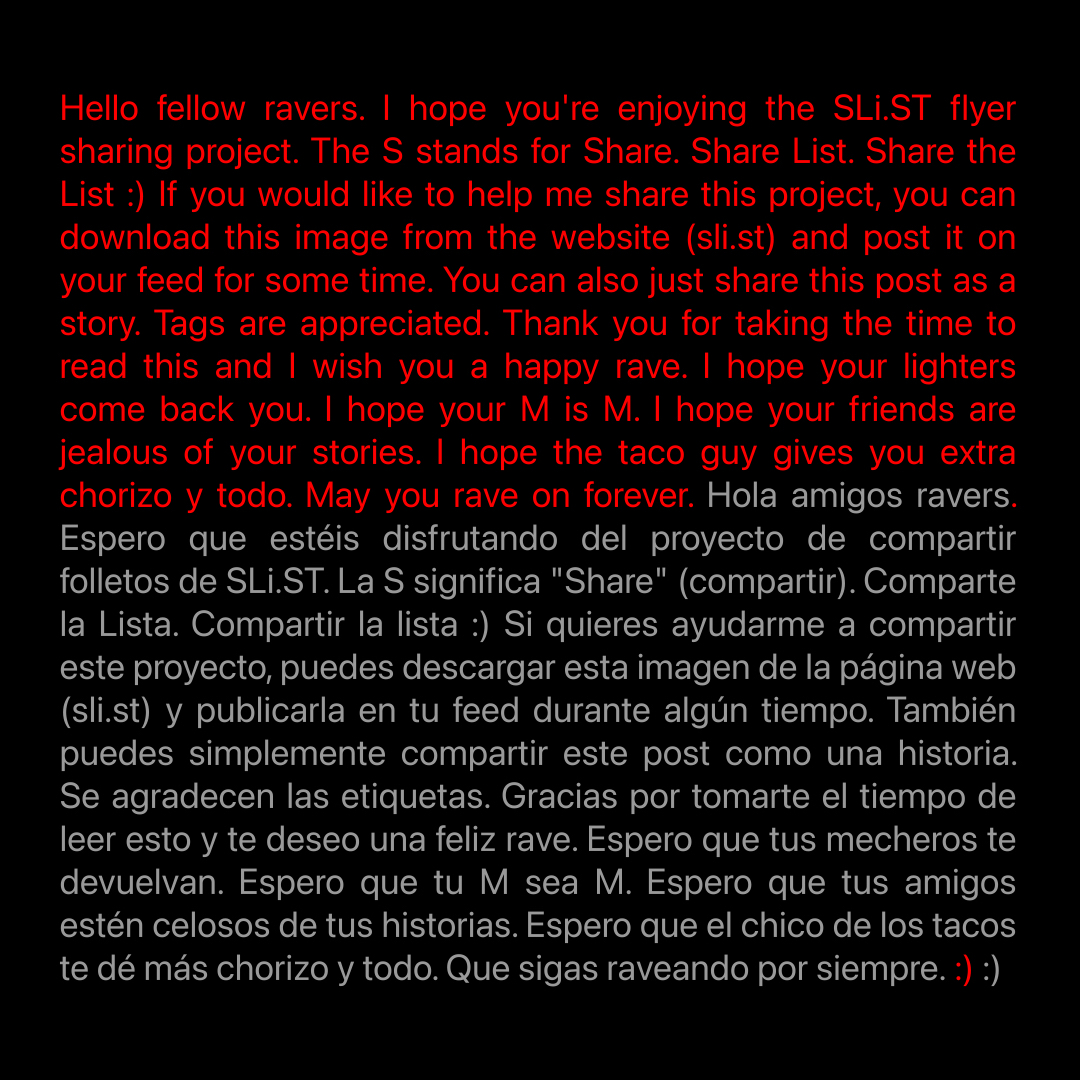 Hello fellow ravers. I hope you're enjoying the SLi.ST flyer
sharing project. The S stands for Share. Share List. Share the
List :) If you would like to help me share this project, you can
download this image from the website (sli.st) and post it on
your feed for some time. You can also just share this post as a
story. Tags are appreciated. Thank you for taking the time to
read this and I wish you a happy rave. I hope your lighters
come back you. I hope your M is M. I hope your friends are
jealous of your stories. I hope the taco guy gives you extra
chorizo y todo. May you rave on forever. Hola amigos ravers.
Espero que estéis disfrutando del proyecto de compartir
folletos de SLi.ST. La S significa "Share" (compartir). Comparte
la Lista. Compartir la lista :) Si quieres ayudarme a compartir
este proyecto, puedes descargar esta imagen de la página web
(sli.st) y publicarla en tu feed durante algún tiempo. También
puedes simplemente compartir este post como una historia.
Se agradecen las etiquetas. Gracias por tomarte el tiempo de
leer esto y te deseo una feliz rave. Espero que tus mecheros te
devuelvan. Espero que tu M sea M. Espero que tus amigos
estén celosos de tus historias. Espero que el chico de los tacos
te dé más chorizo y todo. Que sigas raveando por siempre. :) :)